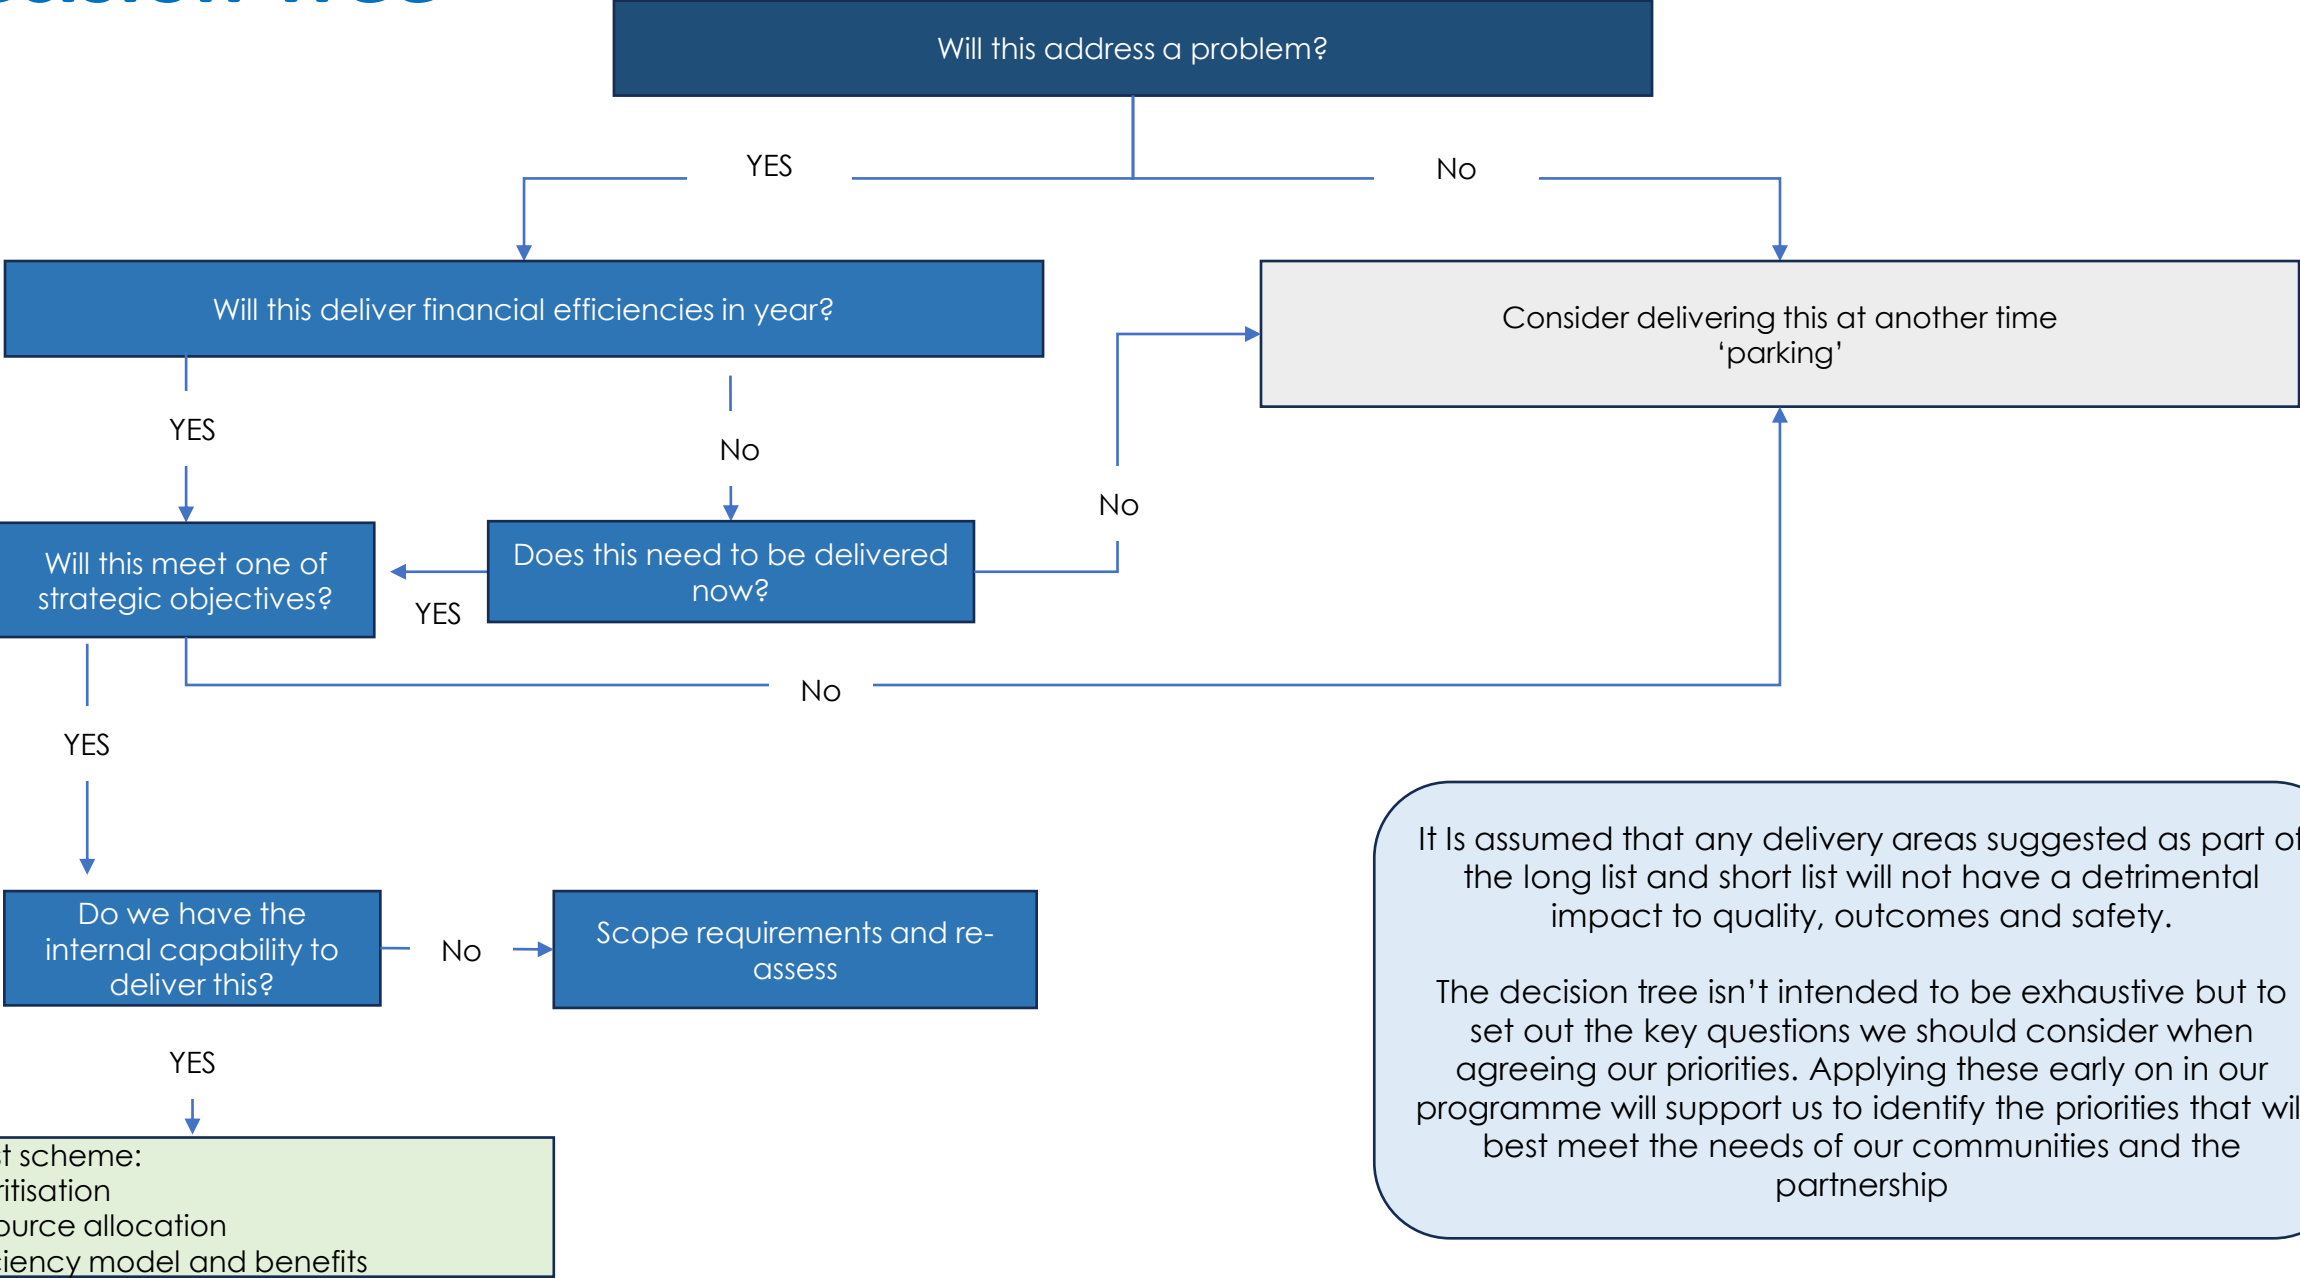 Will this address a problem?
YES
No
Will this deliver financial efficiencies in year?
Consider delivering this at another time
‘parking’
YES
No
No
Will this meet one of
strategic objectives?
Does this need to be delivered
now?
YES
No
YES
Do we have the
internal capability to
deliver this?
No
Scope requirements and re-
assess
YES
scheme:
allocation
model and benefits
It Is assumed that any delivery areas suggested as part of
the long list and short list will not have a detrimental
impact to quality, outcomes and safety.
The decision tree isn’t intended to be exhaustive but to
set out the key questions we should consider when
agreeing our priorities. Applying these early on in our
programme will support us to identify the priorities that will
best meet the needs of our communities and the
partnership